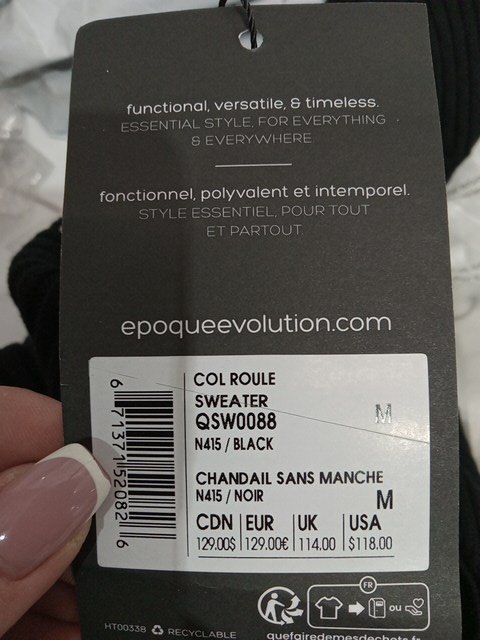 functional, versatile, & timeless.
ESSENTIAL STYLE, FOR EVERYTHING
& EVERYWHERE
fonctionnel, polyvalent et intemporel.
STYLE ESSENTIEL, POUR TOUT
ET PARTOUT.
epoqueevolution.com
6 71371 52082 6
COL ROULE
SWEATER
QSW0088
M
N415 / BLACK
CHANDAIL SANS MANCHE
N415 / NOIR
M
CDN EUR UK USA
129.00$ 129.00€ 114.00 $118.00
FR
ou
HT00338 RECYCLABLE
quefairedemesdechets.fr